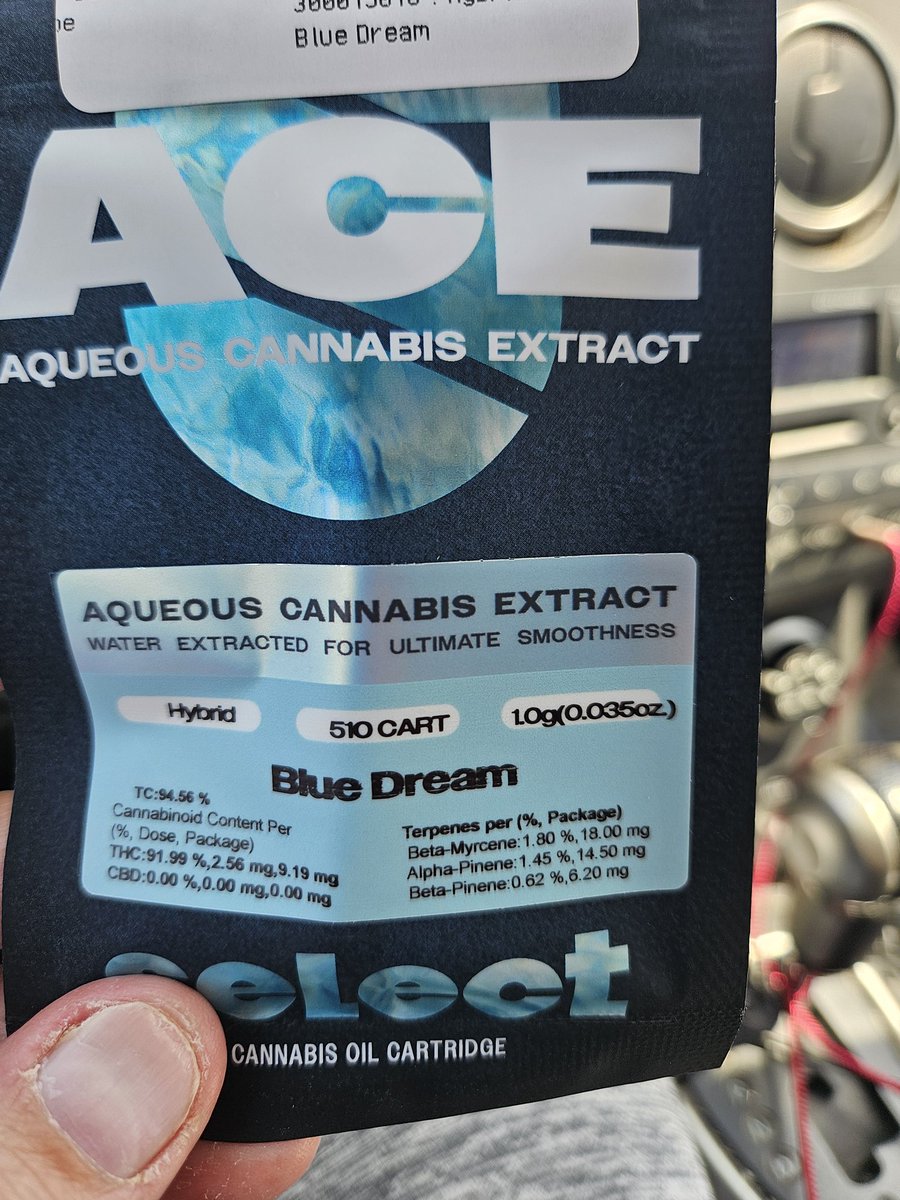 Blue Dream
ACE
AQUEOUS CANNABIS EXTRACT
AQUEOUS CANNABIS EXTRACT
WATER EXTRACTED FOR ULTIMATE SMOOTHNESS
Hybrid 510 CART 1.0g(0.035oz.)
Blue Dream
TC:94.56 %
Cannabinoid Content Per
(%, Dose, Package)
THC:91.99 %,2.56 mg,9.19 mg
CBD:0.00 %,0.00 mg,0.00 mg
Terpenes per (%, Package)
Beta-Myrcene:1.80 %,18.00 mg
Alpha-Pinene:1.45 %,14.50 mg
Beta-Pinene:0.62 %,6.20 mg
select
CANNABIS OIL CARTRIDGE